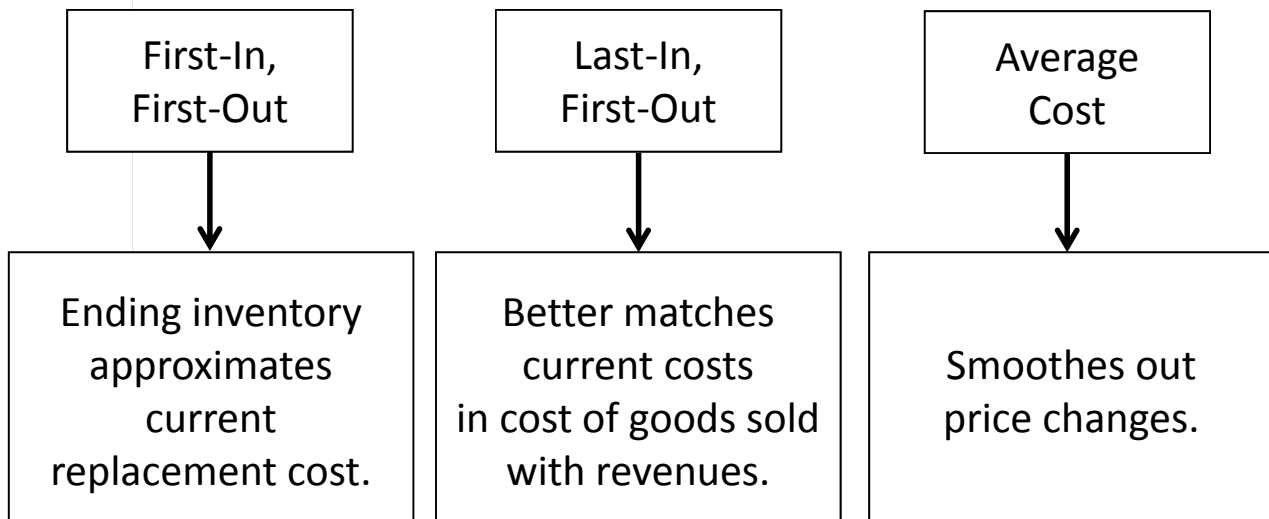 First-In,
First-Out
Last-In,
First-Out
Average
Cost
Ending inventory
approximates
current
replacement cost.
Better matches
current costs
in cost of goods sold
with revenues.
Smoothes out
price changes.